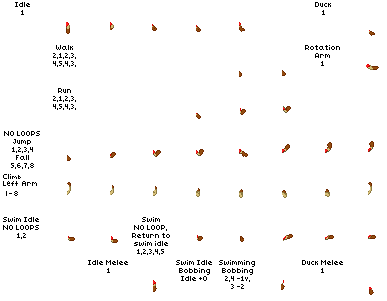 Idle
1
Duck
1
Walk
2,1,2,3,
4,5,4,3,
Rotation
Arm
1
Run
2,1,2,3,
4,5,4,3,
NO LOOPS
Jump
1,2,3,4
Fall
5,6,7,8
Climb
Left Arm
1-8
Swim Idle
NO LOOPS
1,2
Swim
NO LOOP,
Return to
swim idle
1,2,3,4,5
Idle Melee
1
Swim Idle
Bobbing
Idle +0
Swimming
Bobbing
2,4 -1v,
3 -2
Duck Melee
1